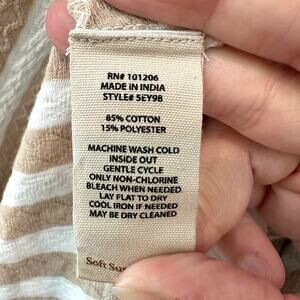 RN# 101206
MADE IN INDIA
STYLE# 5EY98
85% COTTON
15% POLYESTER
MACHINE WASH COLD
INSIDE OUT
GENTLE CYCLE
ONLY NON-CHLORINE
BLEACH WHEN NEEDED
LAY FLAT TO DRY
COOL IRON IF NEEDED
MAY BE DRY CLEANED
Soft